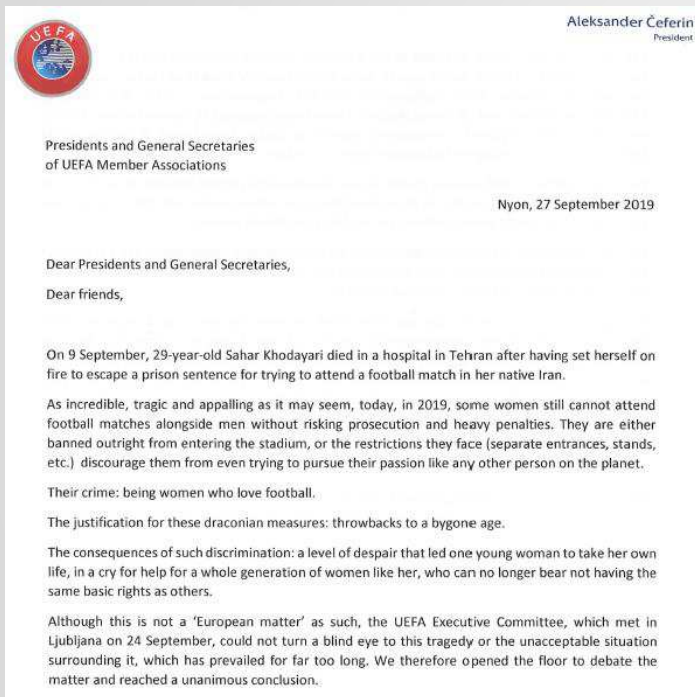 UEFA
Aleksander Čeferin
President
Presidents and General Secretaries
of UEFA Member Associations
Nyon, 27 September 2019
Dear Presidents and General Secretaries,
Dear friends,
On 9 September, 29-year-old Sahar Khodayari died in a hospital in Tehran after having set herself on
fire to escape a prison sentence for trying to attend a football match in her native Iran.
As incredible, tragic and appalling as it may seem, today, in 2019, some women still cannot attend
football matches alongside men without risking prosecution and heavy penalties. They are either
banned outright from entering the stadium, or the restrictions they face (separate entrances, stands,
etc.) discourage them from even trying to pursue their passion like any other person on the planet.
Their crime: being women who love football.
The justification for these draconian measures: throwbacks to a bygone age.
The consequences of such discrimination: a level of despair that led one young woman to take her own
life, in a cry for help for a whole generation of women like her, who can no longer bear not having the
same basic rights as others.
Although this is not a ‘European matter’ as such, the UEFA Executive Committee, which met in
Ljubljana on 24 September, could not turn a blind eye to this tragedy or the unacceptable situation
surrounding it, which has prevailed for far too long. We therefore opened the floor to debate the
matter and reached a unanimous conclusion.